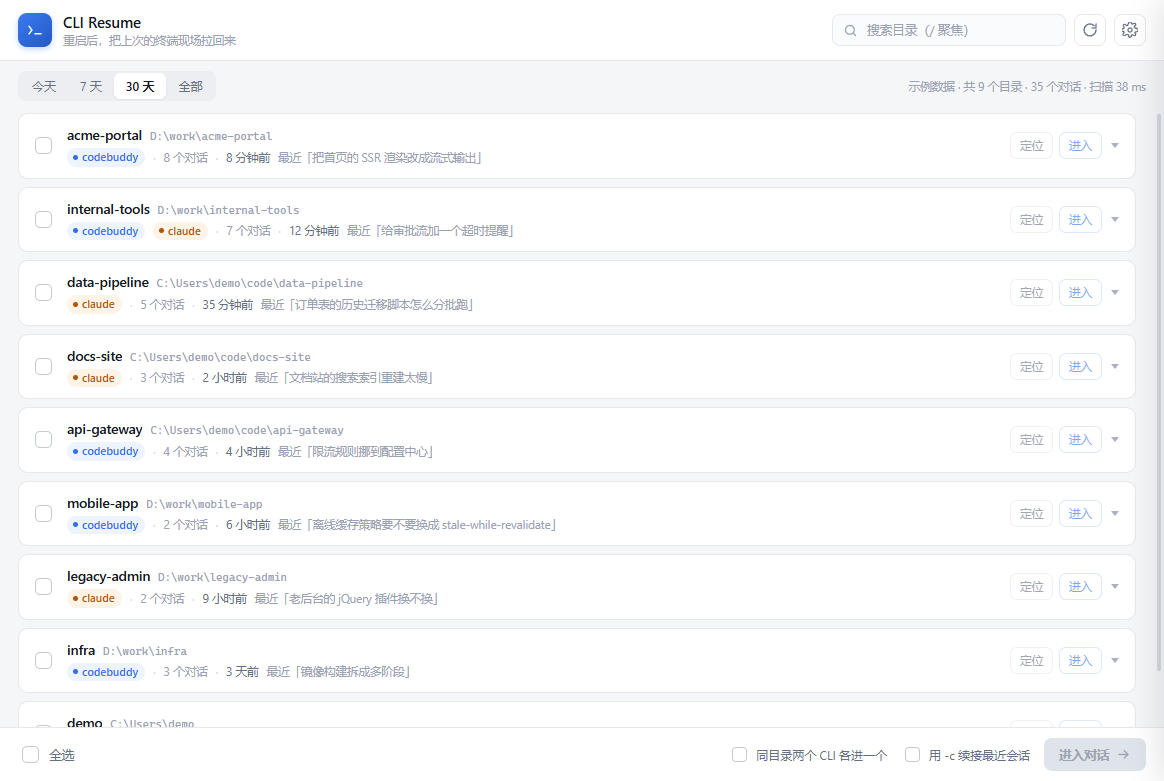 CLI Resume
重启后，把上次的终端现场拉回来
搜索目录（/ 聚焦）
今天 7 天 30 天 全部
示例数据 · 共 9 个目录 · 35 个对话 · 扫描 38 ms
acme-portal D:\work\acme-portal
codebuddy · 8 个对话 · 8 分钟前 最近「把首页的 SSR 渲染改成流式输出」
定位 进入
internal-tools D:\work\internal-tools
codebuddy claude · 7 个对话 · 12 分钟前 最近「给审批流加一个超时提醒」
定位 进入
data-pipeline C:\Users\demo\code\data-pipeline
claude · 5 个对话 · 35 分钟前 最近「订单表的历史迁移脚本怎么分批跑」
定位 进入
docs-site C:\Users\demo\code\docs-site
claude · 3 个对话 · 2 小时前 最近「文档站的搜索索引重建太慢」
定位 进入
api-gateway C:\Users\demo\code\api-gateway
codebuddy · 4 个对话 · 4 小时前 最近「限流规则挪到配置中心」
定位 进入
mobile-app D:\work\mobile-app
codebuddy · 2 个对话 · 6 小时前 最近「离线缓存策略要不要换成 stale-while-revalidate」
定位 进入
legacy-admin D:\work\legacy-admin
claude · 2 个对话 · 9 小时前 最近「老后台的 jQuery 插件换不换」
定位 进入
infra D:\work\infra
codebuddy · 3 个对话 · 3 天前 最近「镜像构建拆成多阶段」
定位 进入
demo C:\Users\demo
全选
同目录两个 CLI 各进一个
用 -c 续接最近会话
进入对话 →